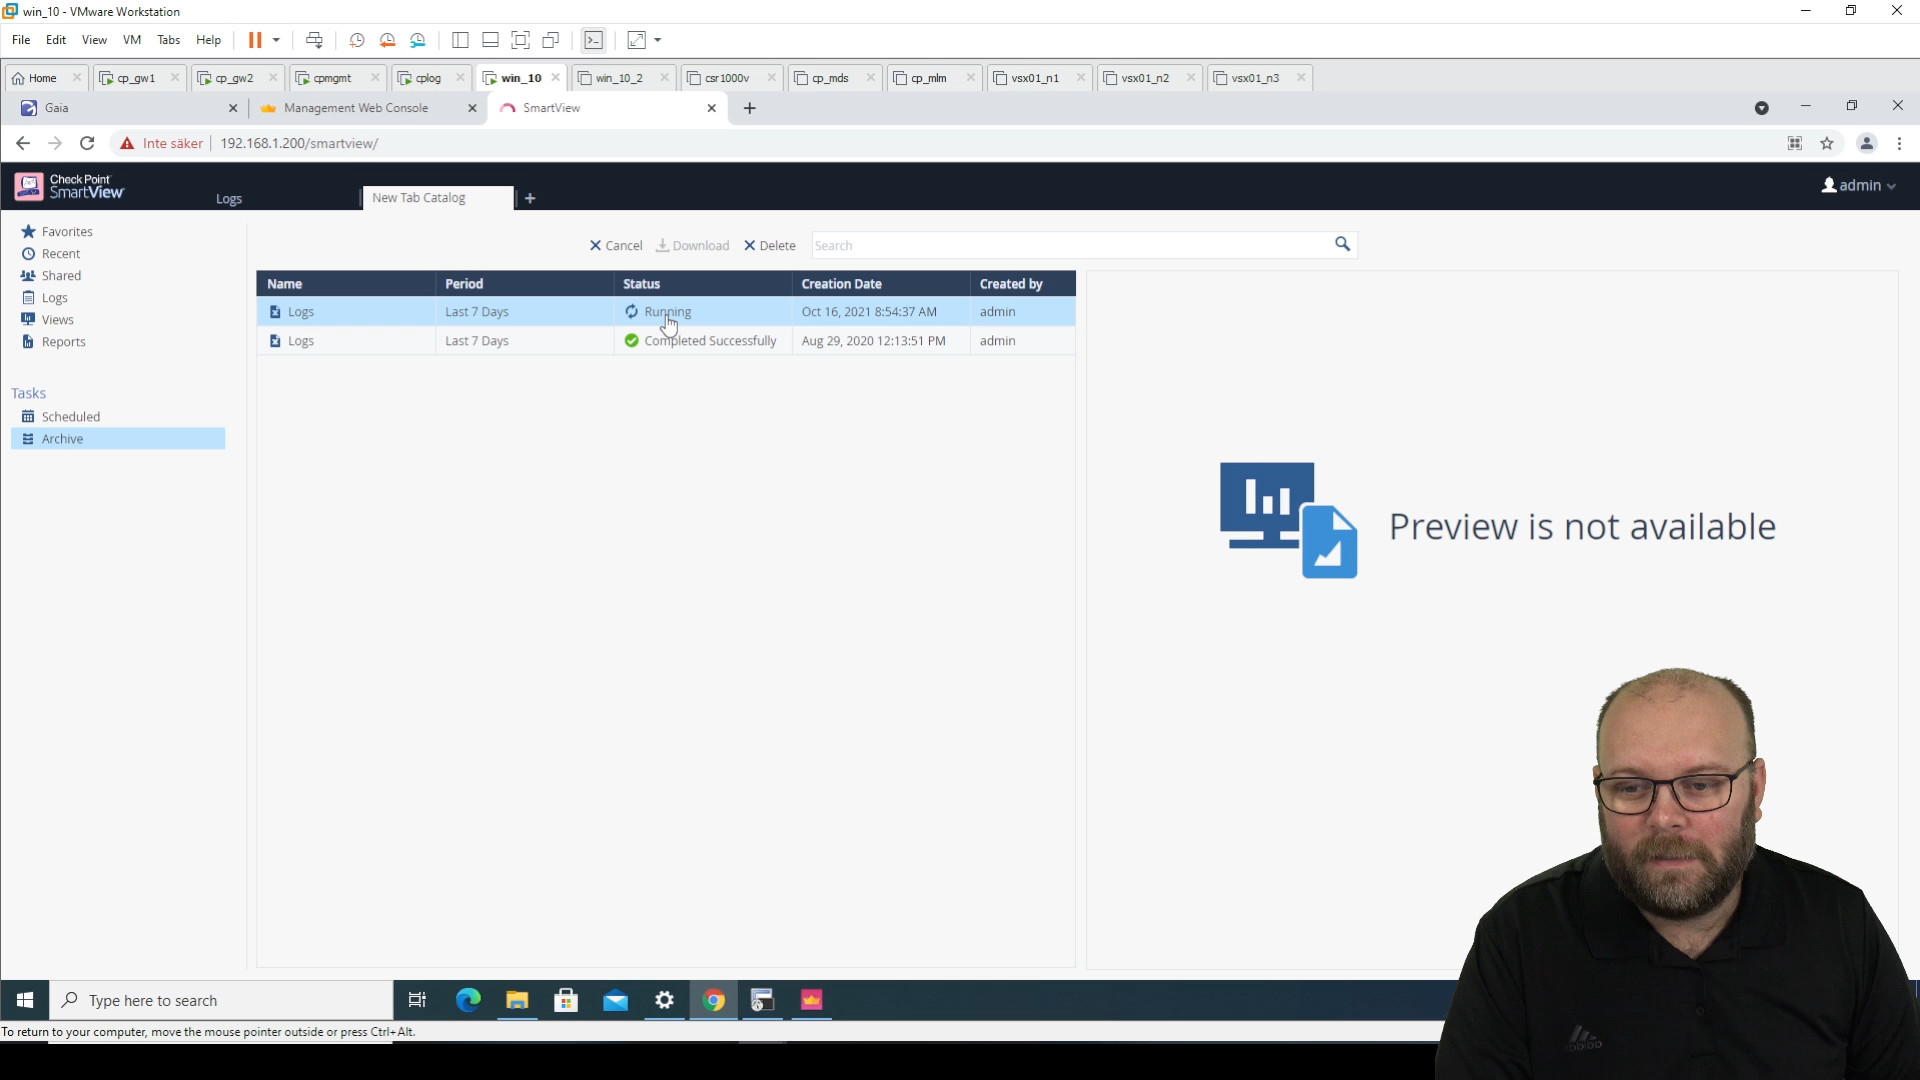 win_10 - VMware Workstation
File Edit View VM Tabs Help
Home cp_gw1 cp_gw2 cpmgmt cplog win_10 win_10_2 csr1000v cp_mds cp_mlm vsx01_n1 vsx01_n2 vsx01_n3
Gaia Management Web Console SmartView
Inte säker 192.168.1.200/smartview/
Check Point
SmartView
Logs New Tab Catalog admin
Favorites
Recent
Shared
Logs
Views
Reports
Tasks
Scheduled
Archive
Cancel Download Delete Search
Name Period Status Creation Date Created by
Logs Last 7 Days Running Oct 16, 2021 8:54:37 AM admin
Logs Last 7 Days Completed Successfully Aug 29, 2020 12:13:51 PM admin
Preview is not available
Type here to search
To return to your computer, move the mouse pointer outside or press Ctrl+Alt.
adidas